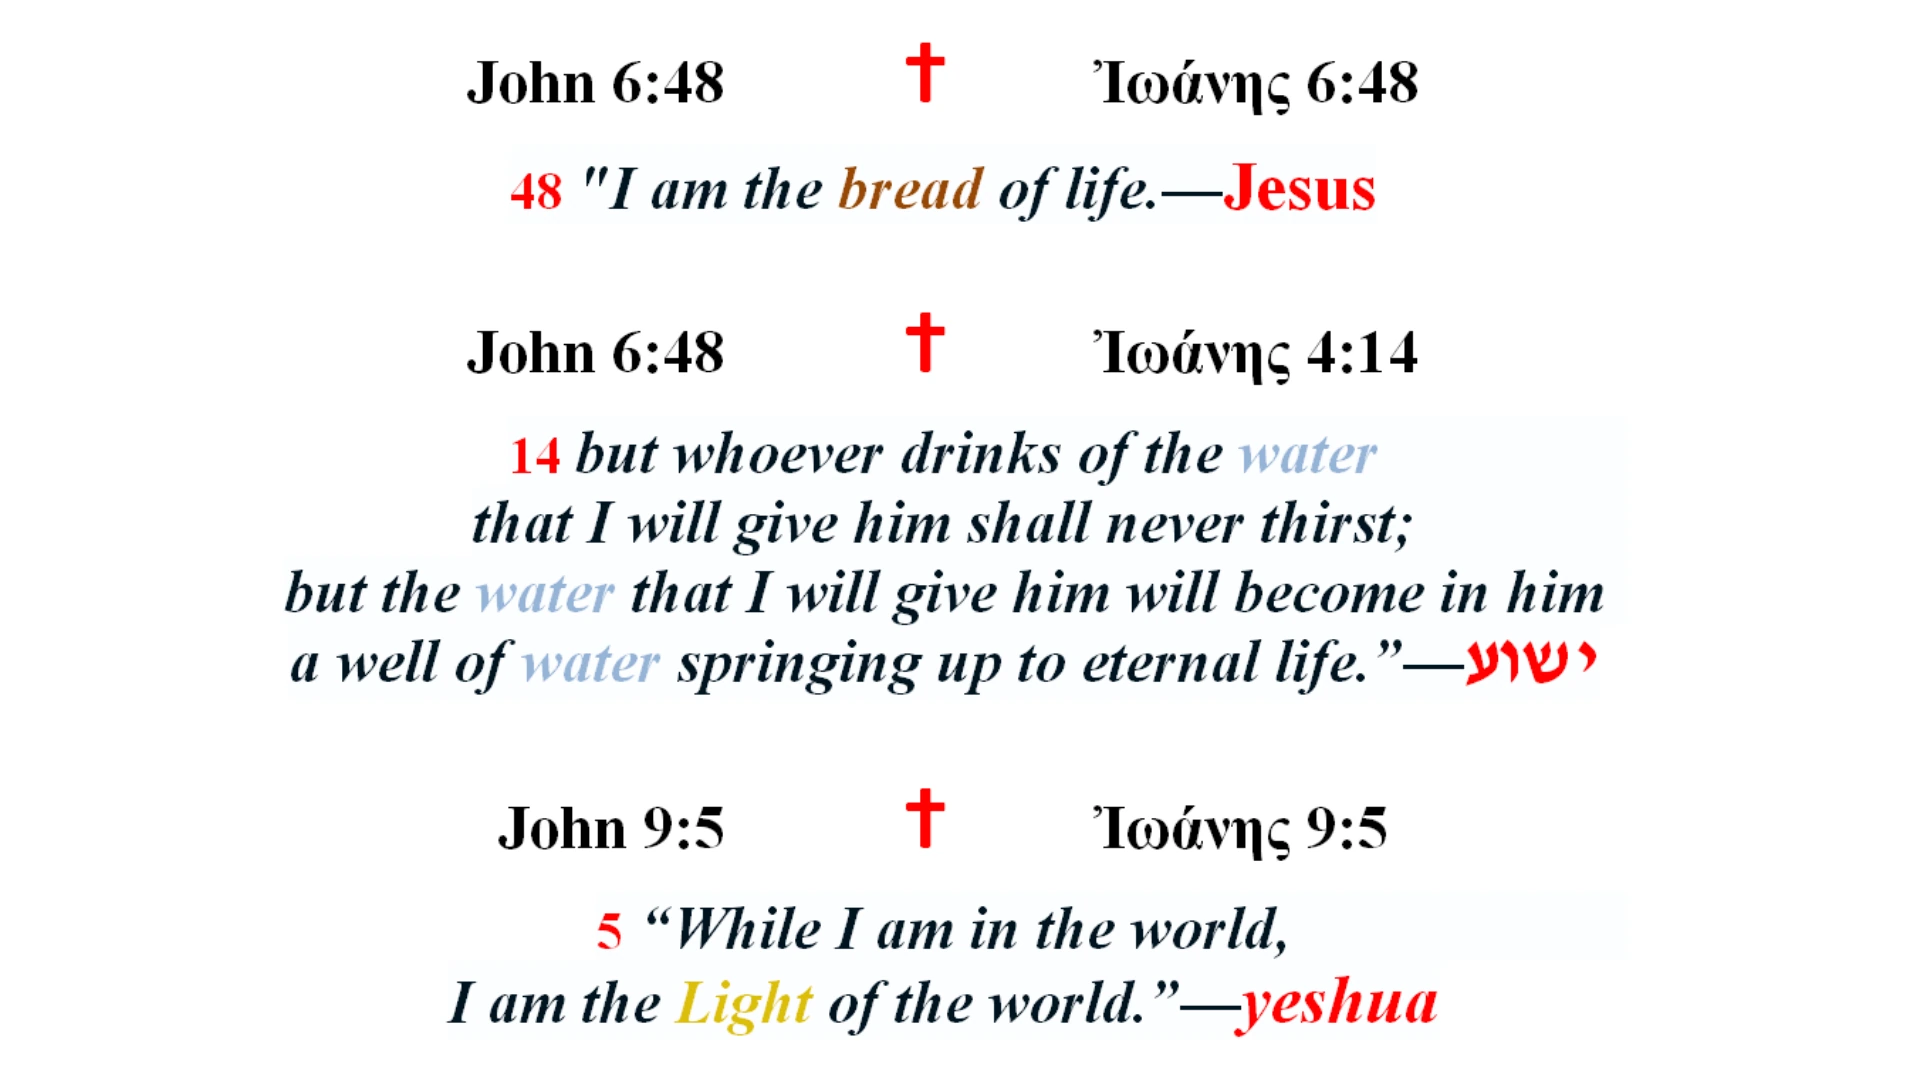 John 6:48 ✝ Ἰωάνης 6:48
48 "I am the bread of life.—Jesus
John 6:48 ✝ Ἰωάνης 4:14
14 but whoever drinks of the water
that I will give him shall never thirst;
but the water that I will give him will become in him
a well of water springing up to eternal life.”—ישוע
John 9:5 ✝ Ἰωάνης 9:5
5 “While I am in the world,
I am the Light of the world.”—yeshua